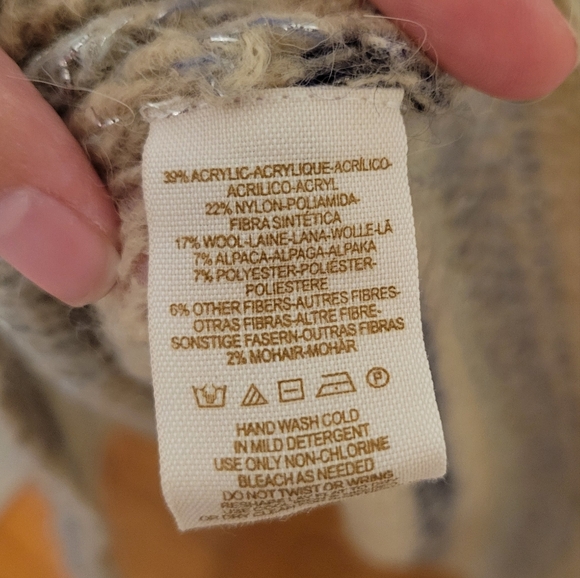 39% ACRYLIC-ACRYLIQUE-ACRÍLICO-
ACRILICO-ACRYL
22% NYLON-POLIAMIDA-
FIBRA SINTÉTICA
17% WOOL-LAINE-LANA-WOLLE-LÃ
7% ALPACA-ALPAGA-ALPAKA
7% POLYESTER-POLIÉSTER-
POLIESTERE
6% OTHER FIBERS-AUTRES FIBRES-
OTRAS FIBRAS-ALTRE FIBRE-
SONSTIGE FASERN-OUTRAS FIBRAS
2% MOHAIR-MOHÄR
P
HAND WASH COLD
IN MILD DETERGENT
USE ONLY NON-CHLORINE
BLEACH AS NEEDED
DO NOT TWIST OR WRING